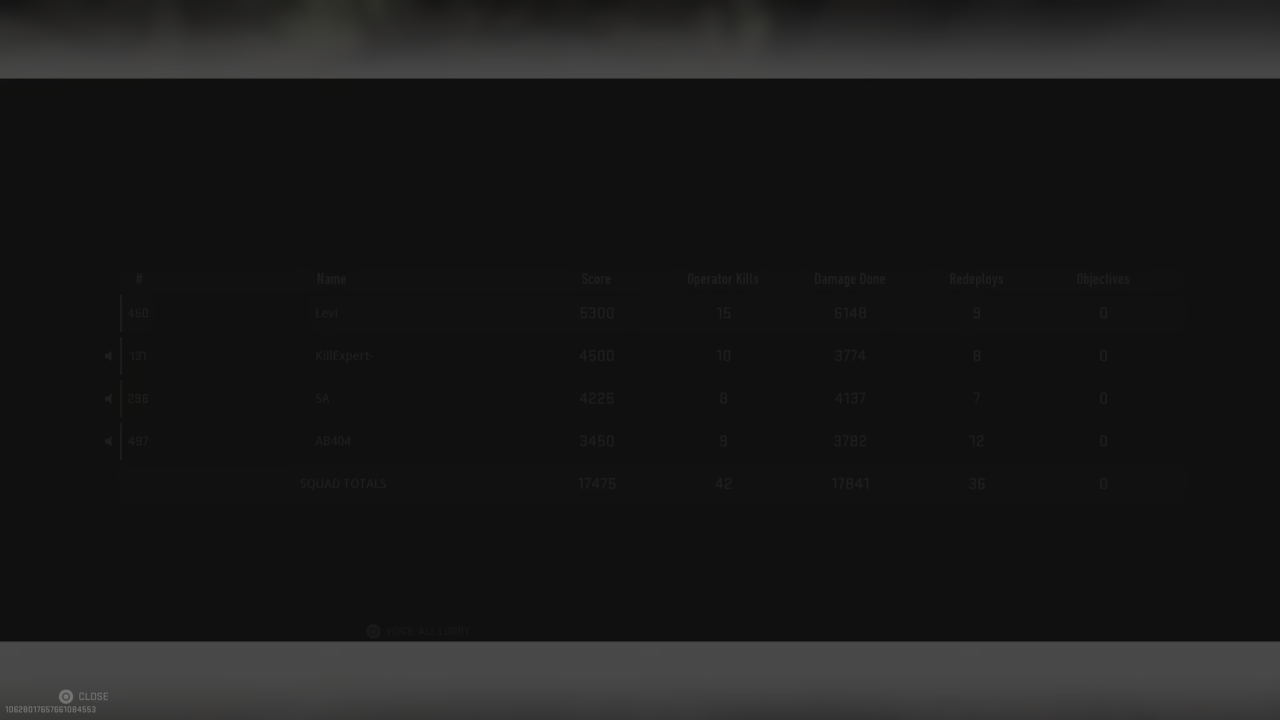 # Name Score Operator Kills Damage Done Redeploys Objectives
450 Levi 5300 15 6148 9 0
131 KillExpert- 4500 10 3774 8 0
296 SA 4225 8 4137 7 0
497 AB404 3450 9 3782 12 0
SQUAD TOTALS 17475 42 17841 36 0
CLOSE
10628017657661084553